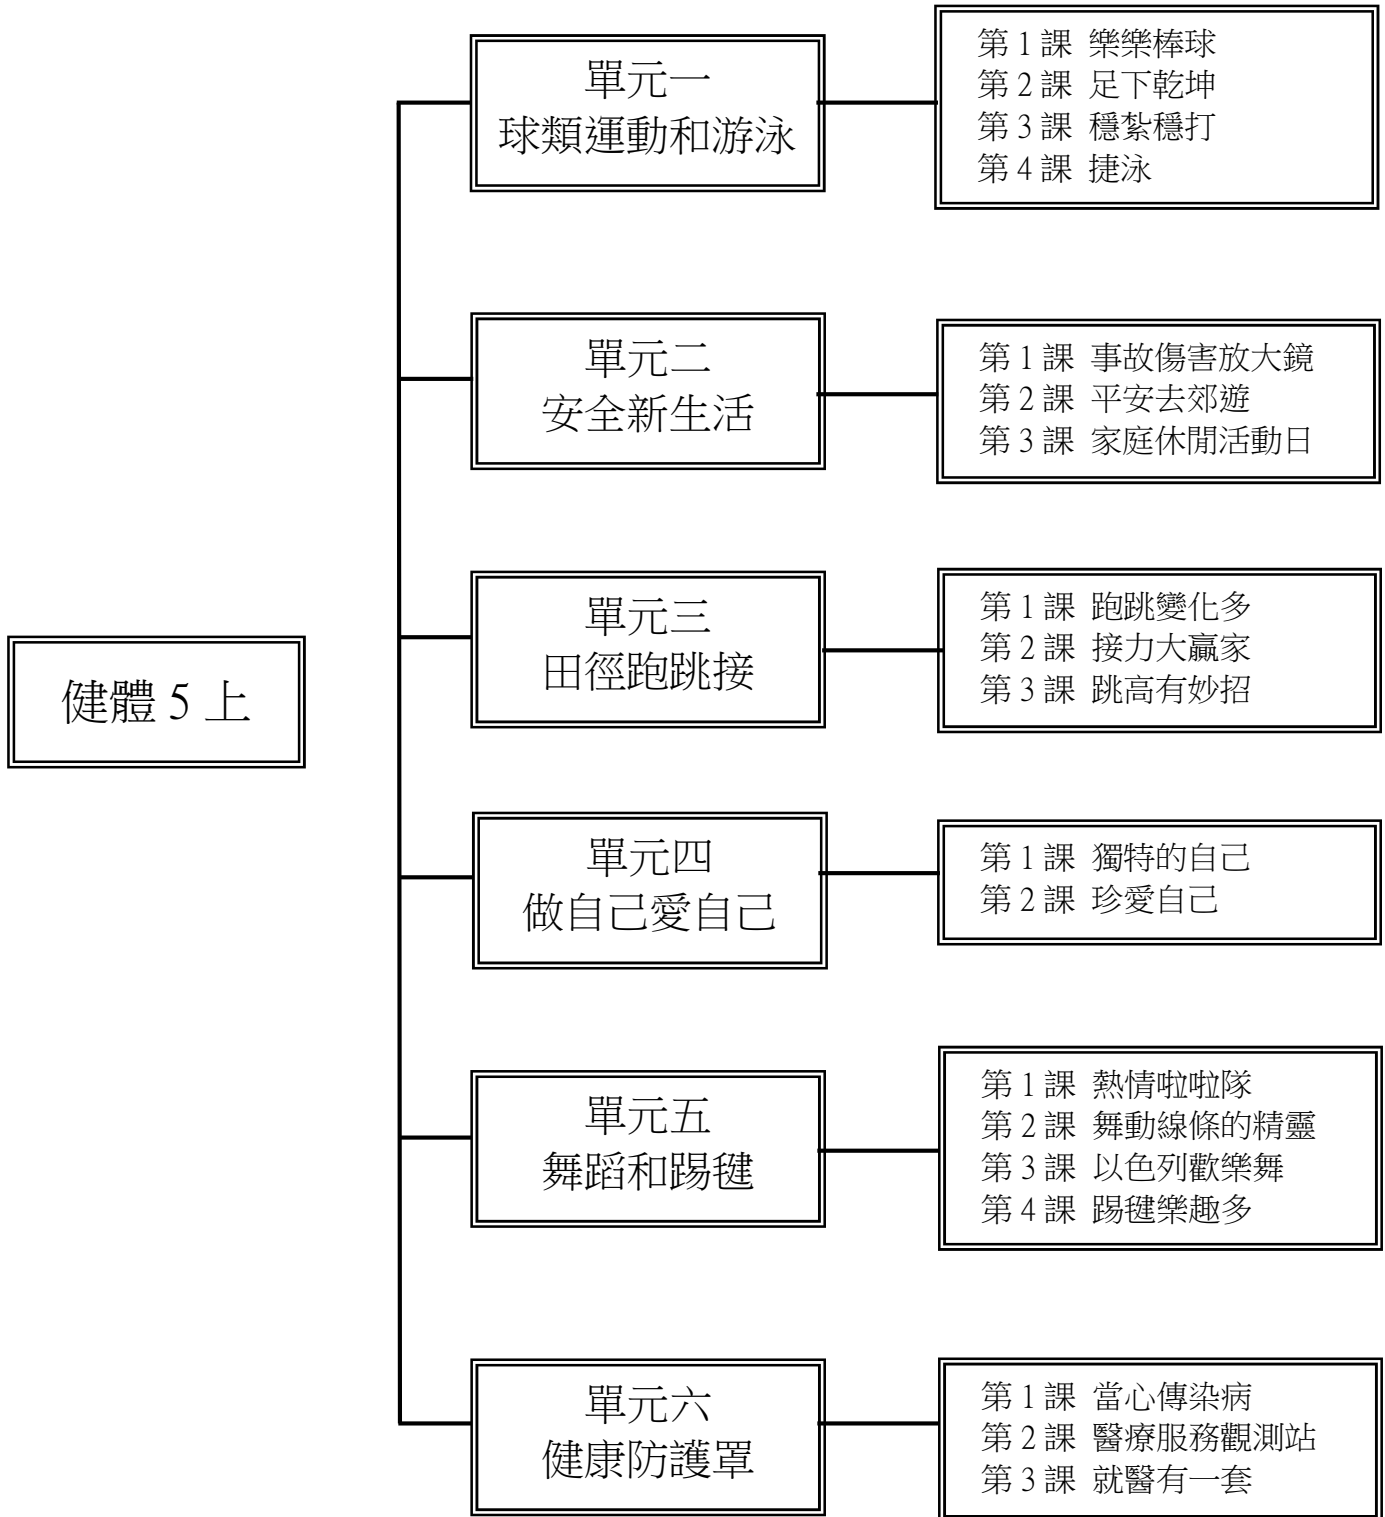 健體 5 上
單元一
球類運動和游泳
第 1 課 樂樂棒球
第 2 課 足下乾坤
第 3 課 穩紮穩打
第 4 課 捷泳
單元二
安全新生活
第 1 課 事故傷害放大鏡
第 2 課 平安去郊遊
第 3 課 家庭休閒活動日
單元三
田徑跑跳接
第 1 課 跑跳變化多
第 2 課 接力大贏家
第 3 課 跳高有妙招
單元四
做自己愛自己
第 1 課 獨特的自己
第 2 課 珍愛自己
單元五
舞蹈和踢毽
第 1 課 熱情啦啦隊
第 2 課 舞動線條的精靈
第 3 課 以色列歡樂舞
第 4 課 踢毽樂趣多
單元六
健康防護罩
第 1 課 當心傳染病
第 2 課 醫療服務觀測站
第 3 課 就醫有一套